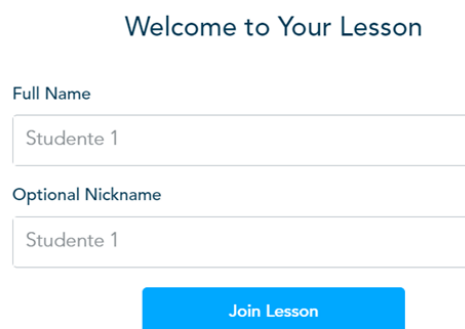 Welcome to Your Lesson
Full Name
Studente 1
Optional Nickname
Studente 1
Join Lesson